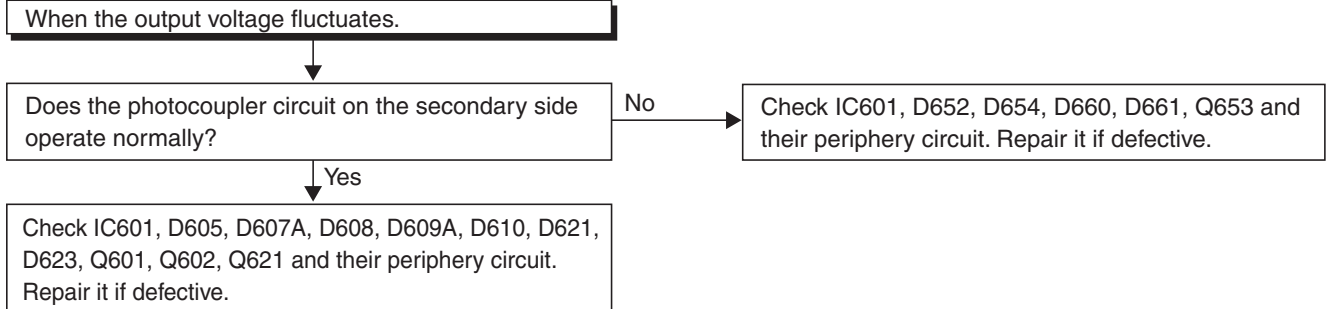 When the output voltage fluctuates.
Does the photocoupler circuit on the secondary side
operate normally?
No
Check IC601, D652, D654, D660, D661, Q653 and
their periphery circuit. Repair it if defective.
Yes
Check IC601, D605, D607A, D608, D609A, D610, D621,
D623, Q601, Q602, Q621 and their periphery circuit.
Repair it if defective.